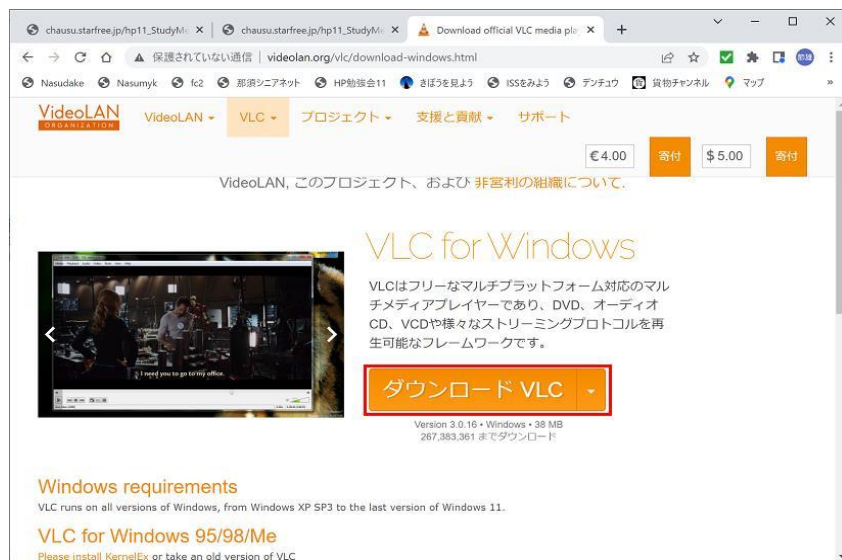 chausu.starfree.jp/hp11_StudyMe
chausu.starfree.jp/hp11_StudyMe
Download official VLC media pla
保護されていない通信 | videolan.org/vlc/download-windows.html
Nasudake Nasumyk fc2 那須シニアネット HP勉強会11 きぼうを見よう ISSをみよう デンチュウ 貨物チャンネル マップ »
VideoLAN
ORGANIZATION
VideoLAN VLC プロジェクト 支援と貢献 サポート
€ 4.00 寄付 $ 5.00 寄付
VideoLAN, このプロジェクト、および 非営利の組織について.
VLC for Windows
VLCはフリーなマルチプラットフォーム対応のマル
チメディアプレイヤーであり、DVD、オーディオ
CD、VCDや様々なストリーミングプロトコルを再
生可能なフレームワークです。
I need you to go to my office.
ダウンロード VLC
Version 3.0.16 • Windows • 38 MB
267,383,361 までダウンロード
Windows requirements
VLC runs on all versions of Windows, from Windows XP SP3 to the last version of Windows 11.
VLC for Windows 95/98/Me
Please install KernelEx or take an old version of VLC